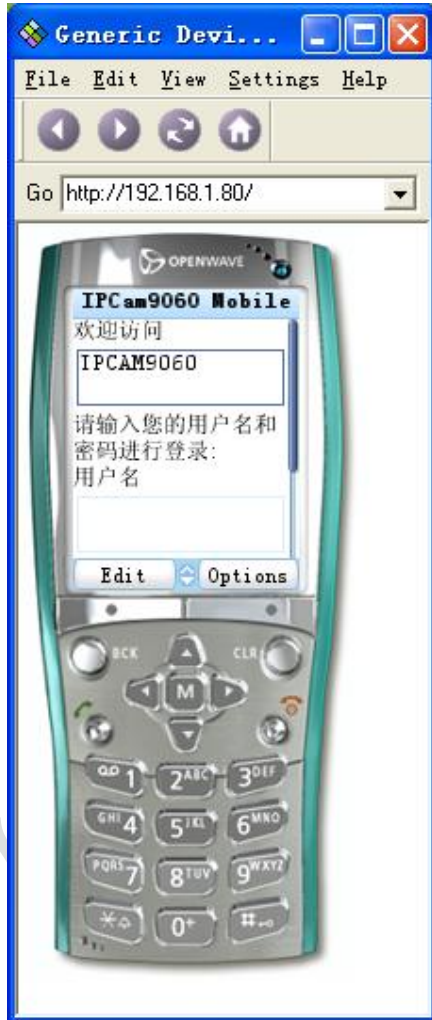 Generic Devi...
File Edit View Settings Help
Go http://192.168.1.80/
OPENWAVE
IPCam9060 Mobile
欢迎访问
IPCAM9060
请输入您的用户名和
密码进行登录:
用户名
Edit Options
BCK CLR
M
1 2ABC 3DEF
GHI4 5JKL 6MNO
PQRS7 8TUV 9WXYZ
* 0+ #